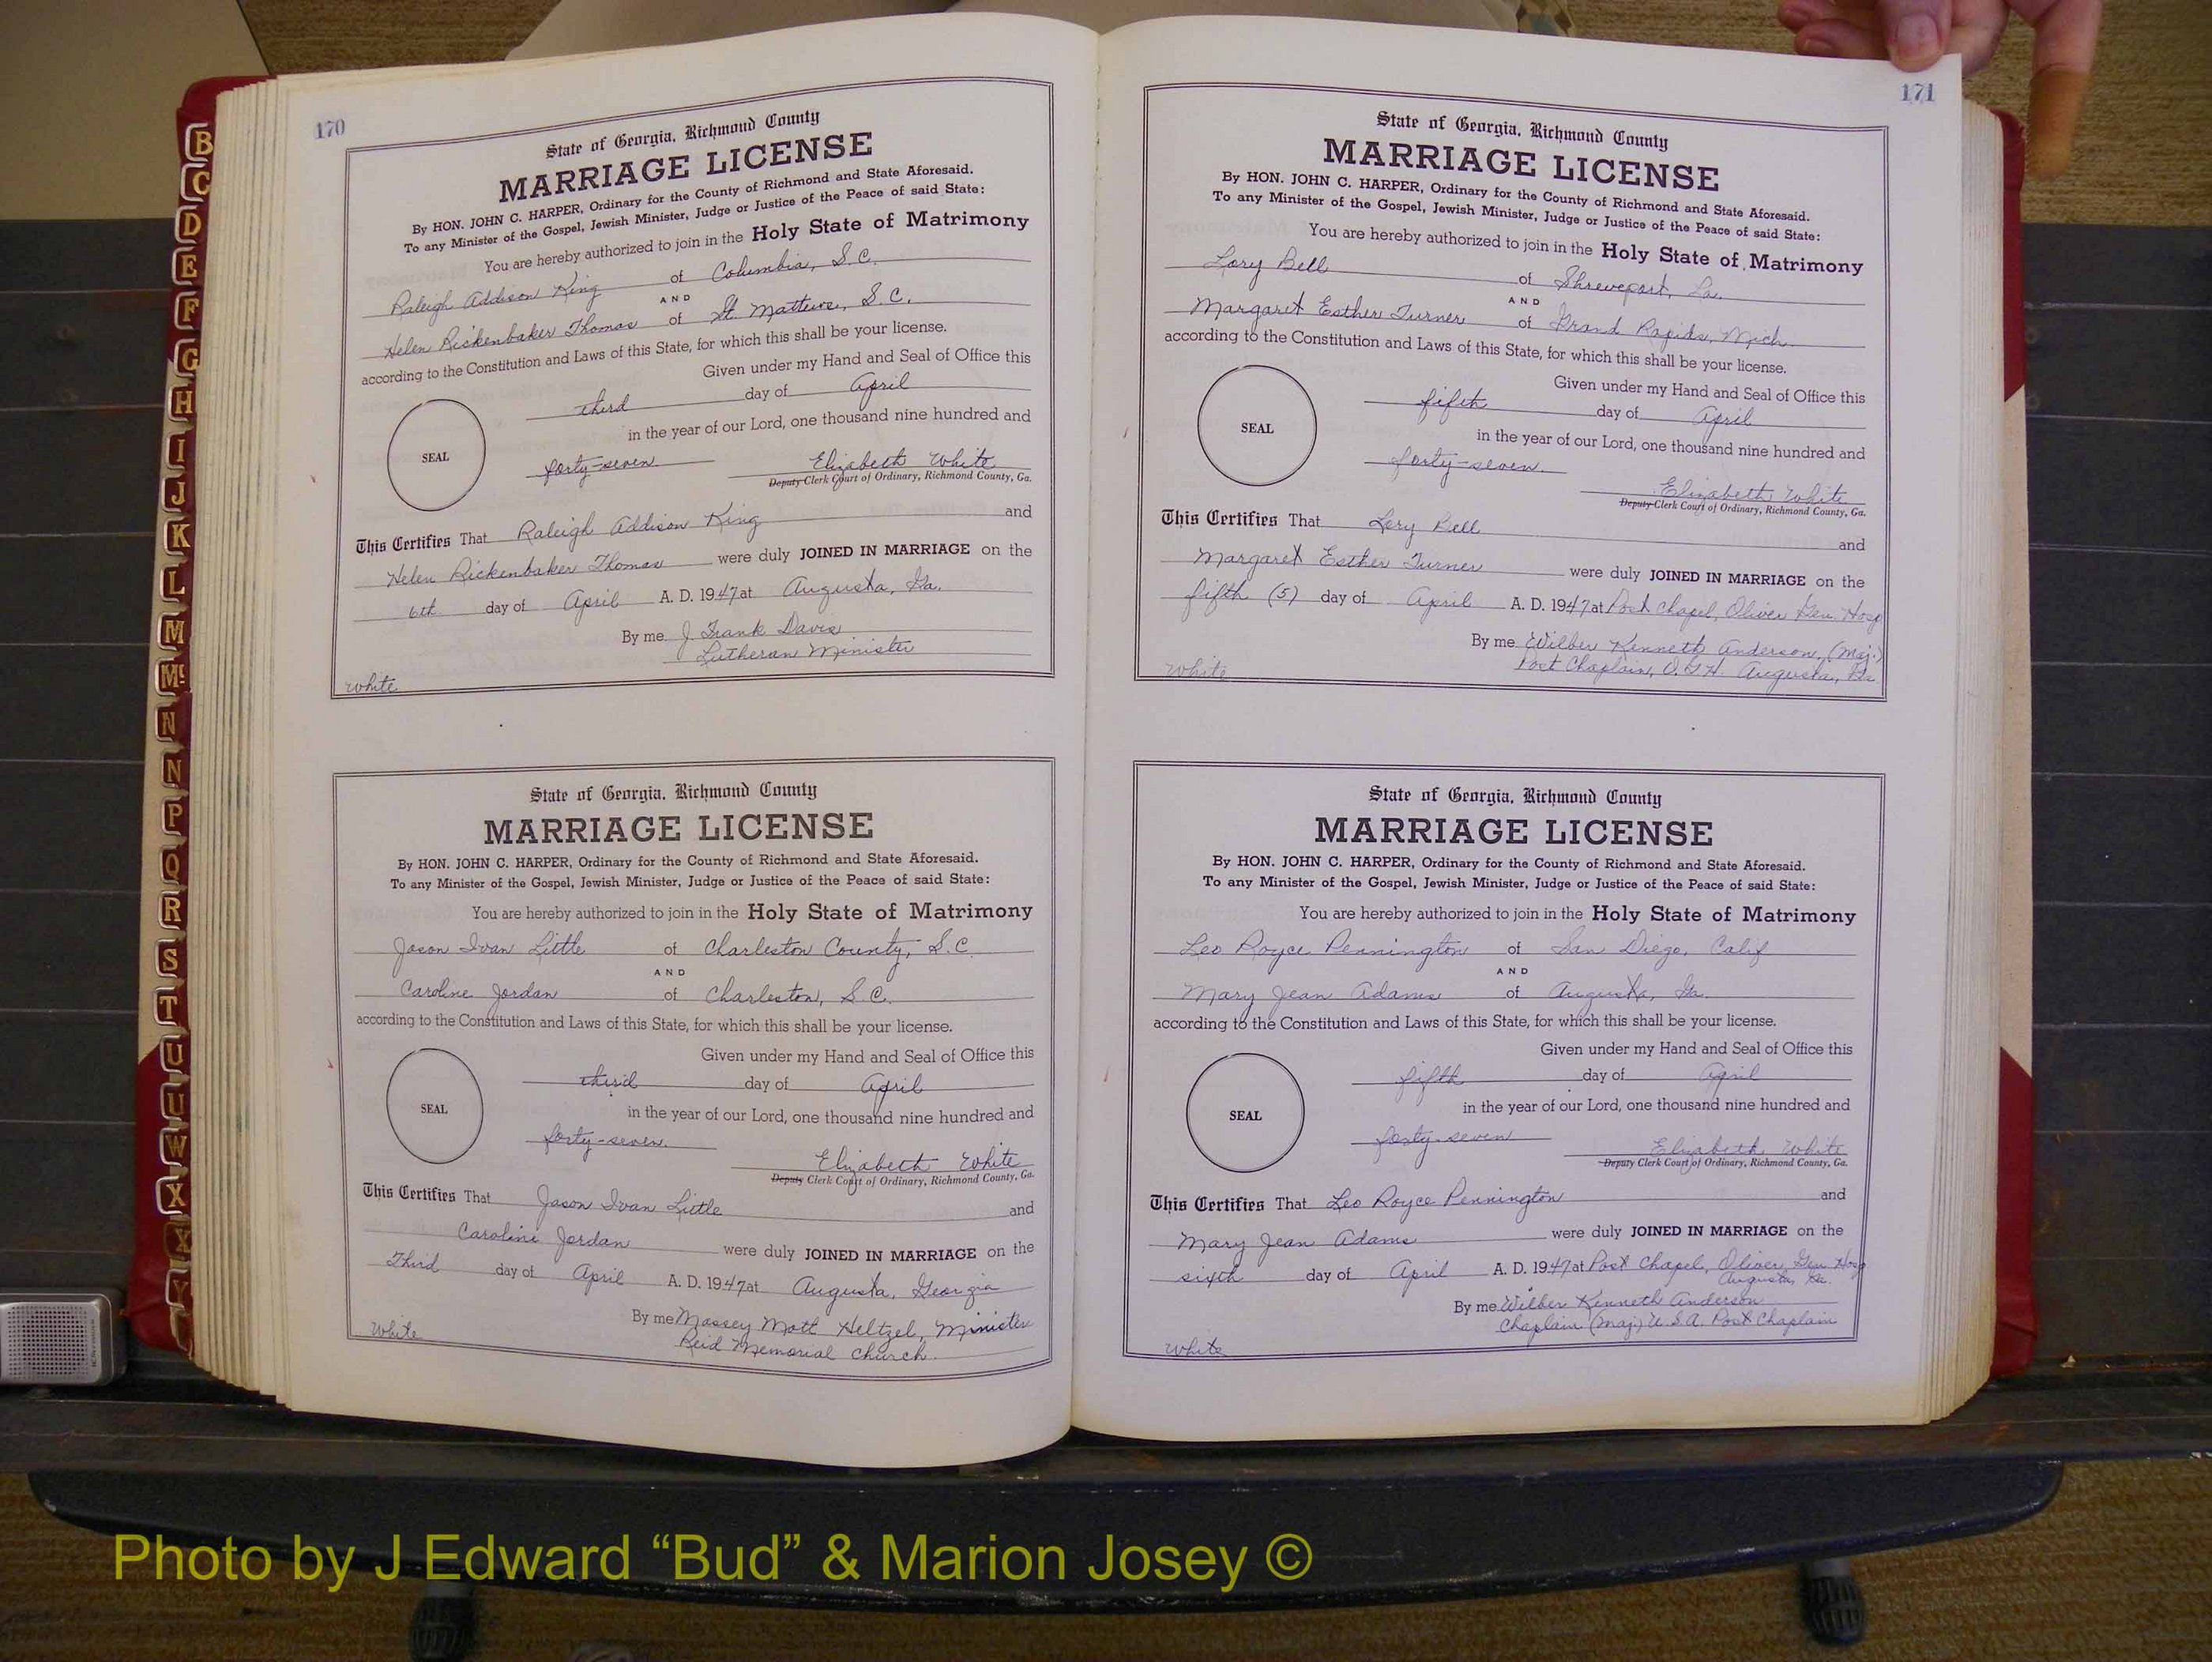 170
State of Georgia, Richmond County
MARRIAGE LICENSE
By HON. JOHN C. HARPER, Ordinary for the County of Richmond and State Aforesaid.
To any Minister of the Gospel, Jewish Minister, Judge or Justice of the Peace of said State:
You are hereby authorized to join in the Holy State of Matrimony
Raleigh Addison King of Columbia, S.C.
AND
Helen Rickenbaker Thomas of St. Mattews, S.C.
according to the Constitution and Laws of this State, for which this shall be your license.
Given under my Hand and Seal of Office this
third day of April
in the year of our Lord, one thousand nine hundred and
SEAL
forty-seven. Elizabeth White
Deputy Clerk Court of Ordinary, Richmond County, Ga.
This Certifies That Raleigh Addison King and
Helen Rickenbaker Thomas were duly JOINED IN MARRIAGE on the
6th day of April A. D. 1947 at Augusta, Ga.
By me J. Frank Davis
Lutheran Minister
White
State of Georgia, Richmond County
MARRIAGE LICENSE
By HON. JOHN C. HARPER, Ordinary for the County of Richmond and State Aforesaid.
To any Minister of the Gospel, Jewish Minister, Judge or Justice of the Peace of said State:
You are hereby authorized to join in the Holy State of Matrimony
Jason Ivan Little of Charleston County, S.C.
AND
Caroline Jordan of Charleston, S.C.
according to the Constitution and Laws of this State, for which this shall be your license.
Given under my Hand and Seal of Office this
third day of April
SEAL
in the year of our Lord, one thousand nine hundred and
forty-seven. Elizabeth White
Deputy Clerk Court of Ordinary, Richmond County, Ga.
This Certifies That Jason Ivan Little and
Caroline Jordan were duly JOINED IN MARRIAGE on the
Third day of April A. D. 1947 at Augusta, Georgia
By me Massey Mott Heltzel, Minister
Reid Memorial Church.
White
171
State of Georgia, Richmond County
MARRIAGE LICENSE
By HON. JOHN C. HARPER, Ordinary for the County of Richmond and State Aforesaid.
To any Minister of the Gospel, Jewish Minister, Judge or Justice of the Peace of said State:
You are hereby authorized to join in the Holy State of Matrimony
Lory Bell of Shreveport, La.
AND
Margaret Esther Turner of Grand Rapids, Mich.
according to the Constitution and Laws of this State, for which this shall be your license.
Given under my Hand and Seal of Office this
fifth day of April
SEAL
in the year of our Lord, one thousand nine hundred and
forty-seven.
Elizabeth White
Deputy Clerk Court of Ordinary, Richmond County, Ga.
This Certifies That Lory Bell and
Margaret Esther Turner were duly JOINED IN MARRIAGE on the
fifth (5) day of April A. D. 1947 at Post Chapel, Oliver Gen. Hosp
By me Wilber Kenneth Anderson, (Maj.)
Post Chaplain, O.G.H. Augusta, Ga.
White
State of Georgia, Richmond County
MARRIAGE LICENSE
By HON. JOHN C. HARPER, Ordinary for the County of Richmond and State Aforesaid.
To any Minister of the Gospel, Jewish Minister, Judge or Justice of the Peace of said State:
You are hereby authorized to join in the Holy State of Matrimony
Leo Royce Pennington of San Diego, Calif
AND
Mary Jean Adams of Augusta, Ga.
according to the Constitution and Laws of this State, for which this shall be your license.
Given under my Hand and Seal of Office this
fifth day of April
SEAL
in the year of our Lord, one thousand nine hundred and
forty-seven Elizabeth White
Deputy Clerk Court of Ordinary, Richmond County, Ga.
This Certifies That Leo Royce Pennington and
Mary Jean Adams were duly JOINED IN MARRIAGE on the
sixth day of April A. D. 1947 at Post Chapel, Oliver Gen Hosp
Augusta, Ga.
By me Wilber Kenneth Anderson
Chaplain (Maj) U.S.A. Post Chaplain
White
B
C
D
E
F
G
H
I
J
K
L
M
Mc
N
N
P
Q
R
S
T
U
U
W
X
X
Y
Photo by J Edward “Bud” & Marion Josey ©